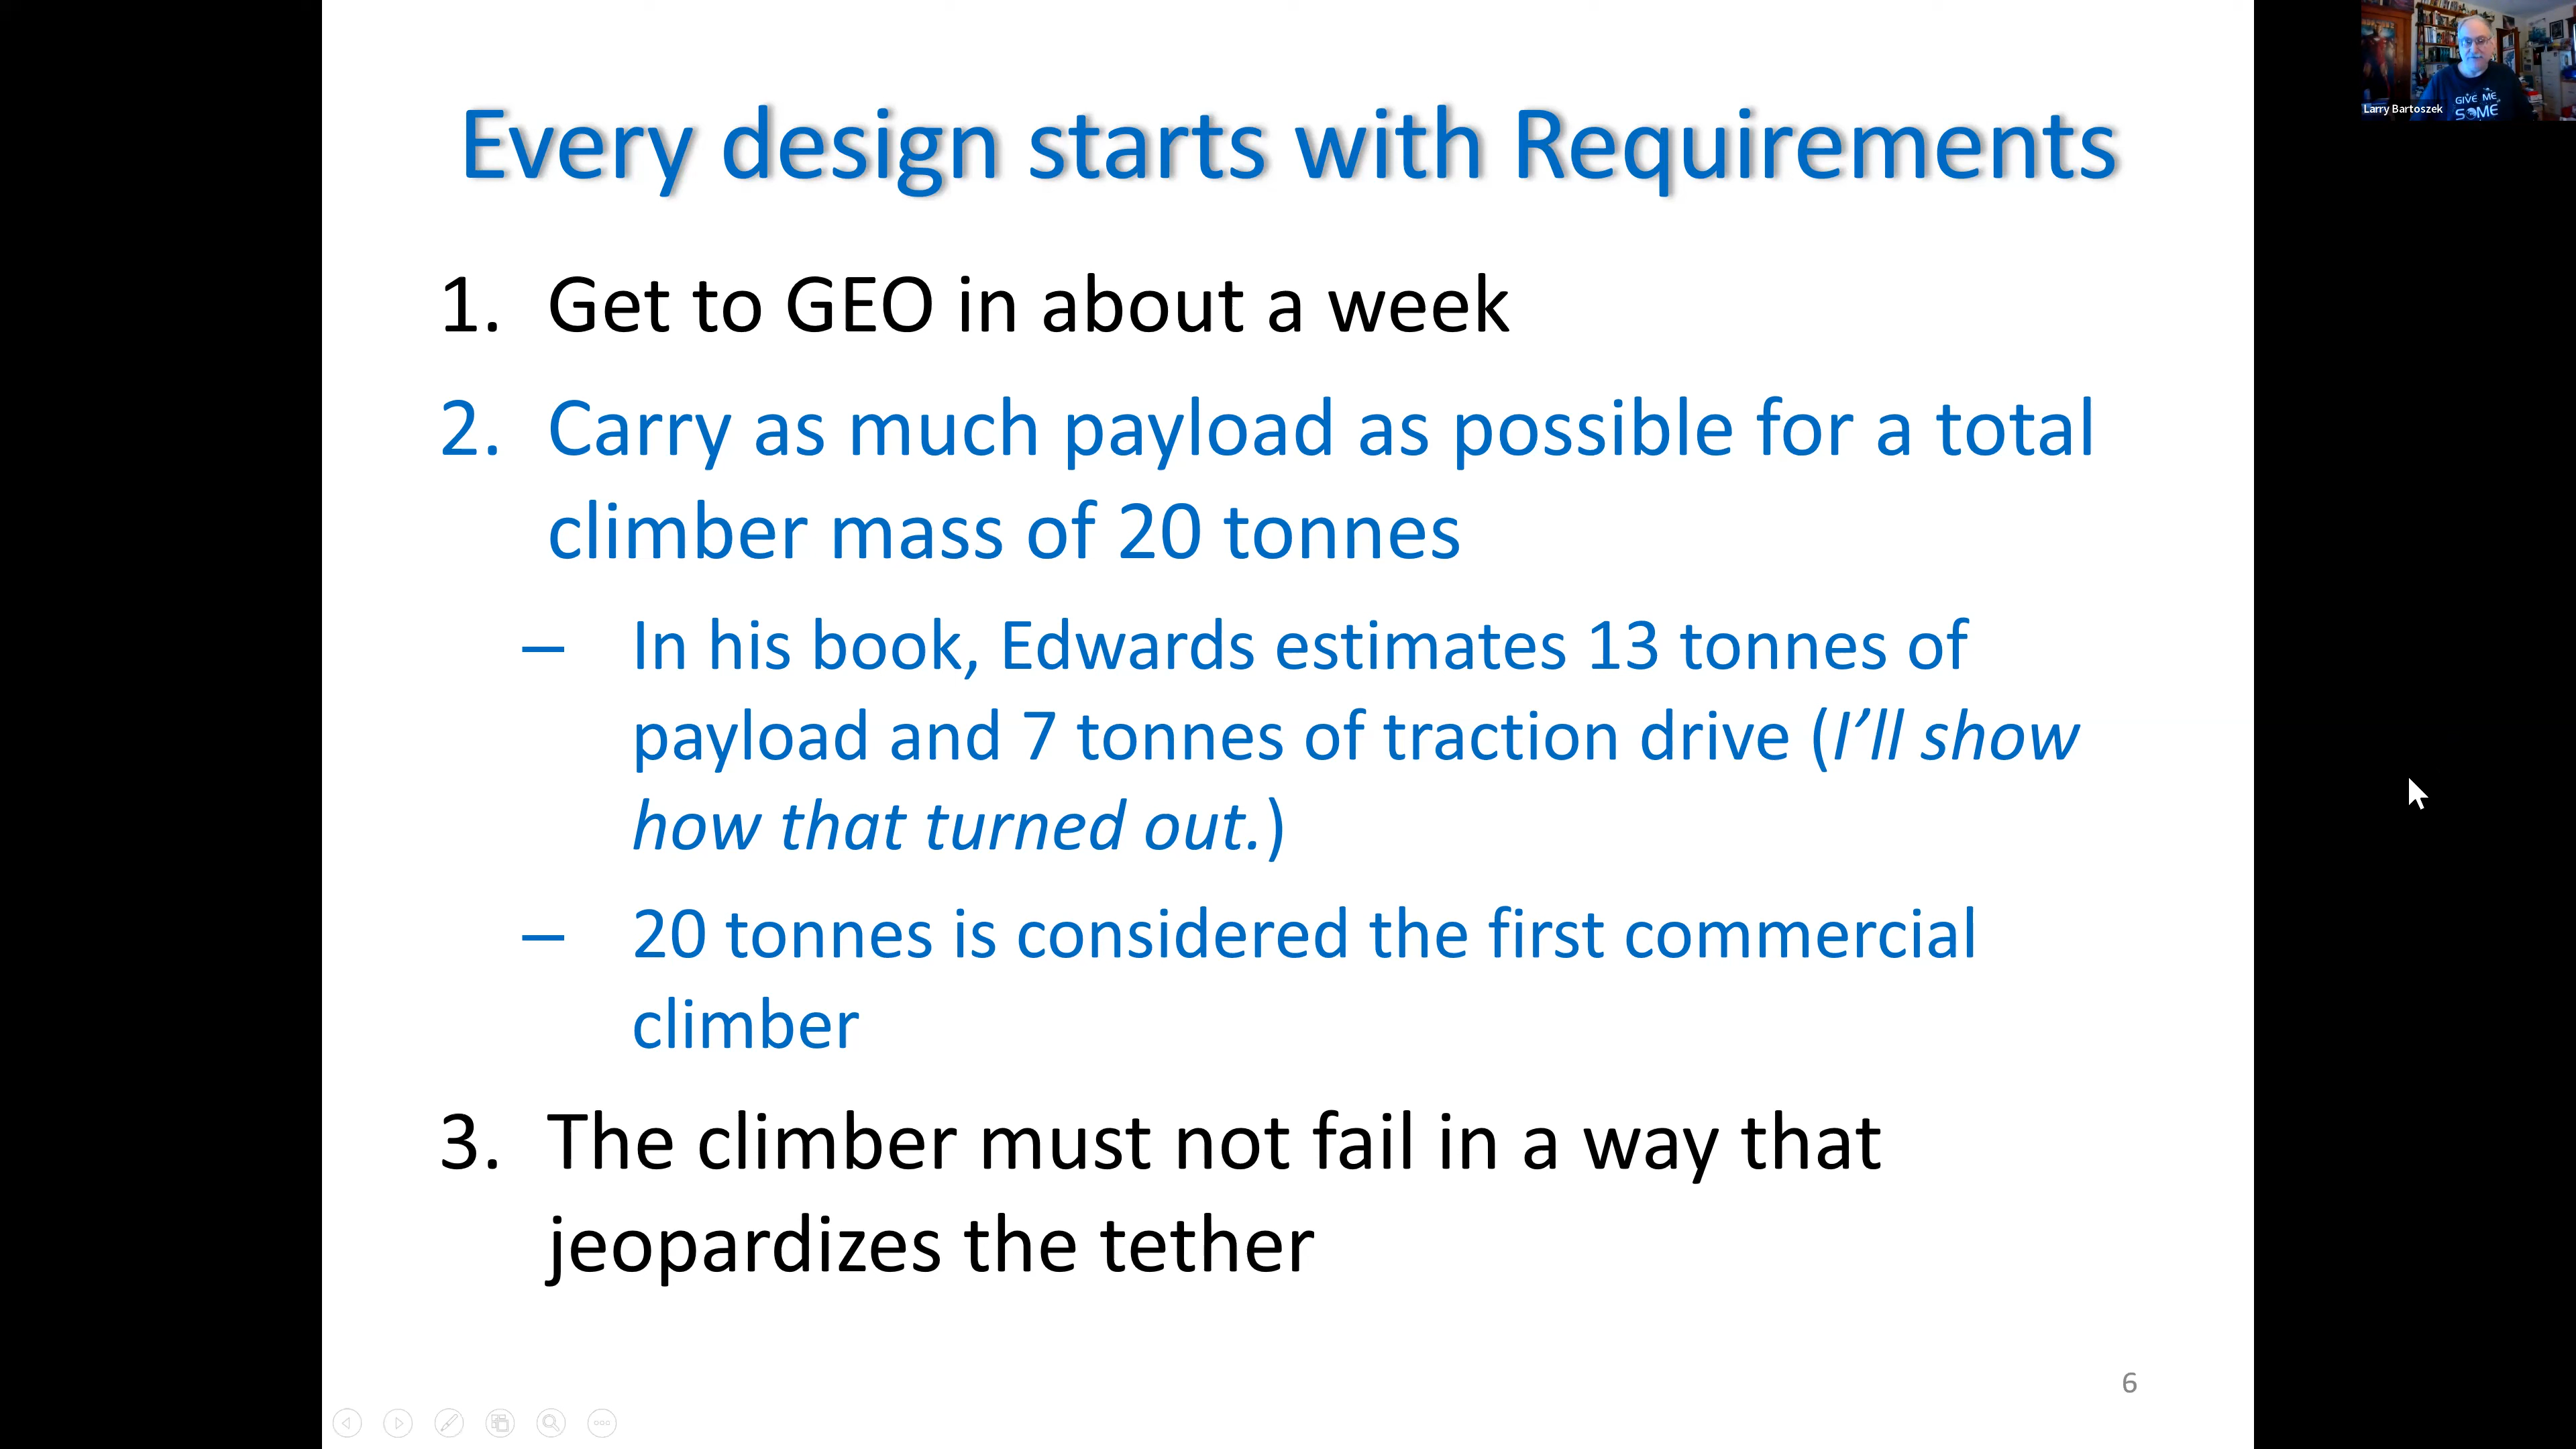 Every design starts with Requirements
1. Get to GEO in about a week
2. Carry as much payload as possible for a total
climber mass of 20 tonnes
– In his book, Edwards estimates 13 tonnes of
payload and 7 tonnes of traction drive (I’ll show
how that turned out.)
– 20 tonnes is considered the first commercial
climber
3. The climber must not fail in a way that
jeopardizes the tether
6
Larry Bartoszek
GIVE ME
SOME